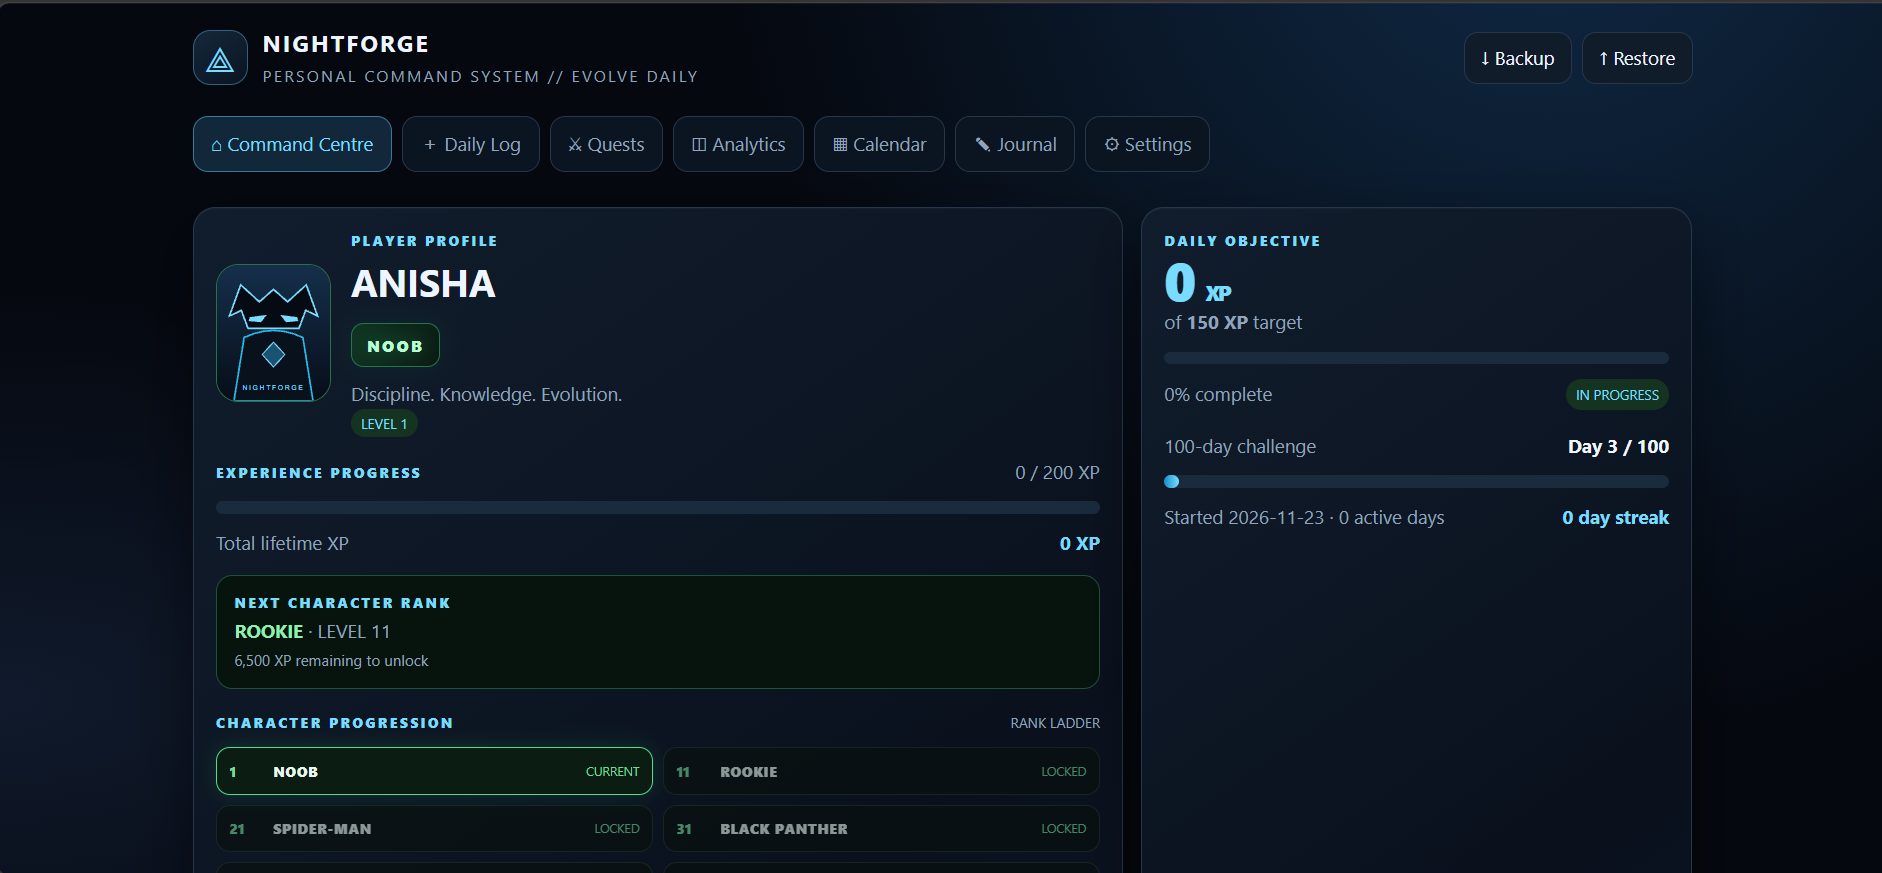 NIGHTFORGE
PERSONAL COMMAND SYSTEM // EVOLVE DAILY
↓ Backup
↑ Restore
⌂ Command Centre
+ Daily Log
⚔ Quests
◫ Analytics
▦ Calendar
✎ Journal
⚙ Settings
PLAYER PROFILE
ANISHA
NOOB
NIGHTFORGE
Discipline. Knowledge. Evolution.
LEVEL 1
EXPERIENCE PROGRESS
0 / 200 XP
Total lifetime XP
0 XP
NEXT CHARACTER RANK
ROOKIE · LEVEL 11
6,500 XP remaining to unlock
CHARACTER PROGRESSION
RANK LADDER
1 NOOB CURRENT
11 ROOKIE LOCKED
21 SPIDER-MAN LOCKED
31 BLACK PANTHER LOCKED
DAILY OBJECTIVE
0 XP
of 150 XP target
0% complete
IN PROGRESS
100-day challenge
Day 3 / 100
Started 2026-11-23 · 0 active days
0 day streak